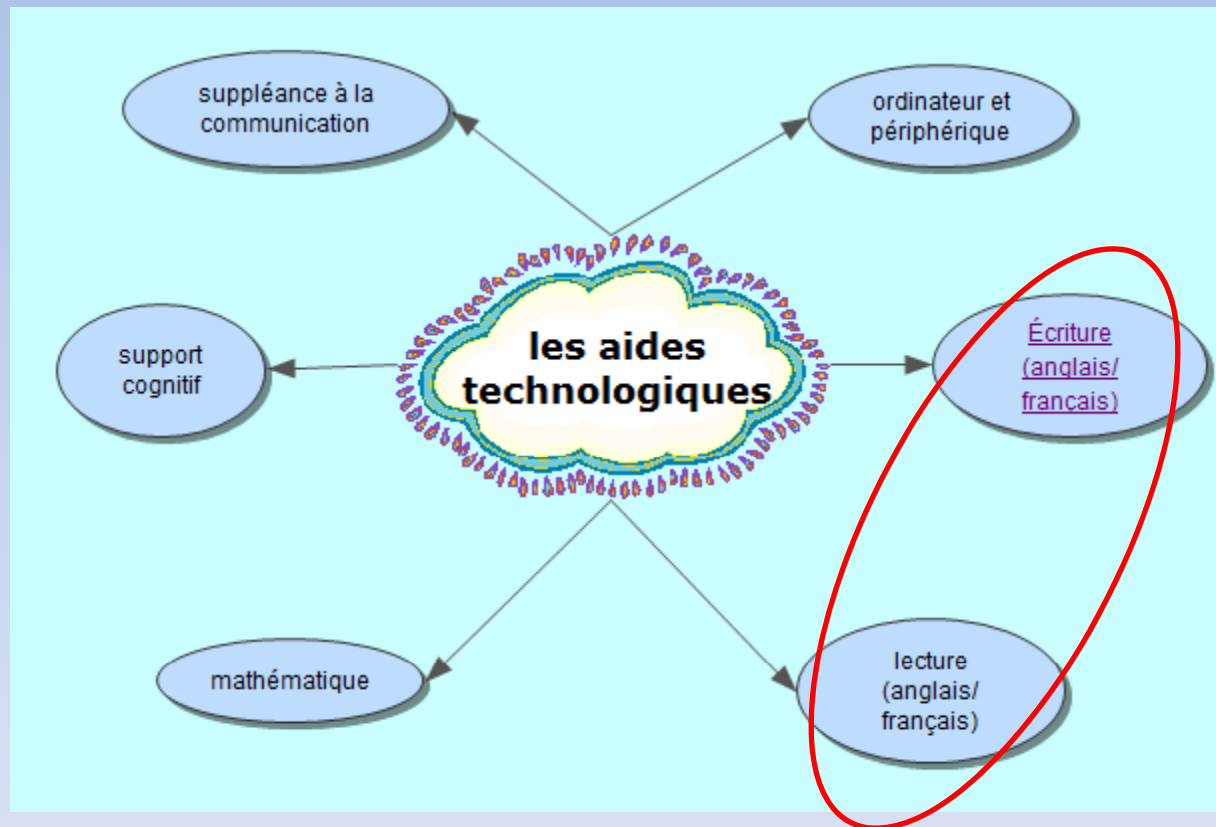 suppléance à la
communication
ordinateur et
périphérique
les aides
technologiques
support
cognitif
Écriture
(anglais/
français)
mathématique
lecture
(anglais/
français)